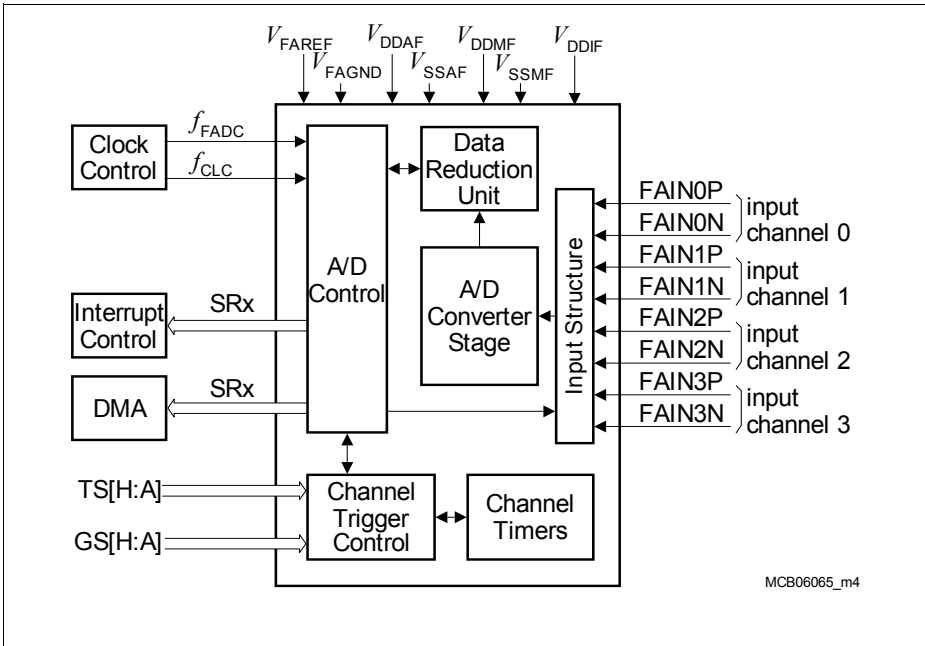 VFAREF
VDDAF
VDDMF
VDDIF
VFAGND
VSSAF
VSSMF
Clock
Control
fFADC
fCLC
A/D
Control
Data
Reduction
Unit
A/D
Converter
Stage
Input Structure
FAIN0P
FAIN0N
input
channel 0
FAIN1P
FAIN1N
input
channel 1
FAIN2P
FAIN2N
input
channel 2
FAIN3P
FAIN3N
input
channel 3
Interrupt
Control
SRx
DMA
SRx
TS[H:A]
GS[H:A]
Channel
Trigger
Control
Channel
Timers
MCB06065_m4